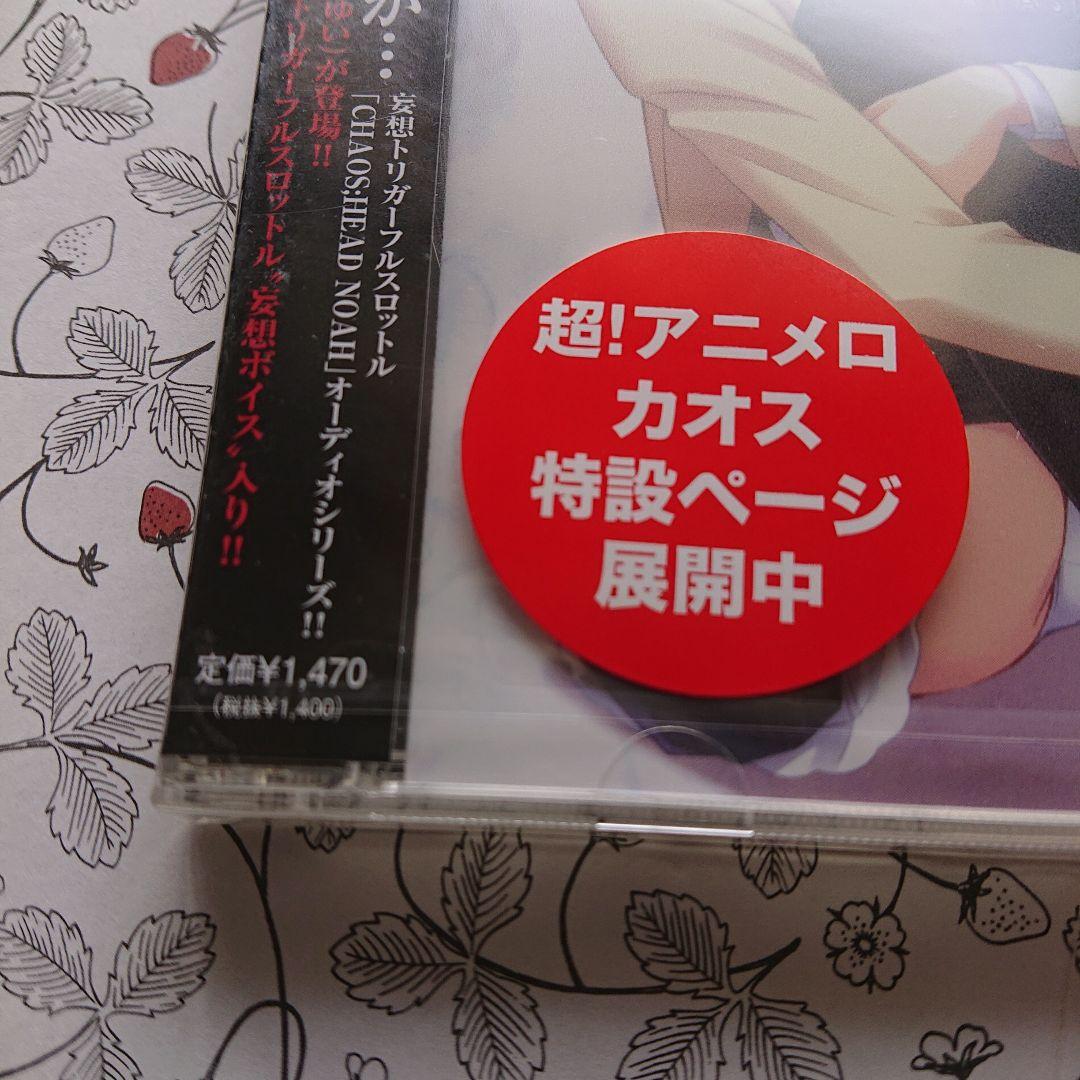 か…
妄想トリガーフルスロットル
「CHAOS;HEAD NOAH」オーディオシリーズ!!
ゆい)が登場!!
トリガーフルスロットル〝妄想ボイス〟入り!!
定価¥1,470
(税抜¥1,400)
超!アニメロ
カオス
特設ページ
展開中